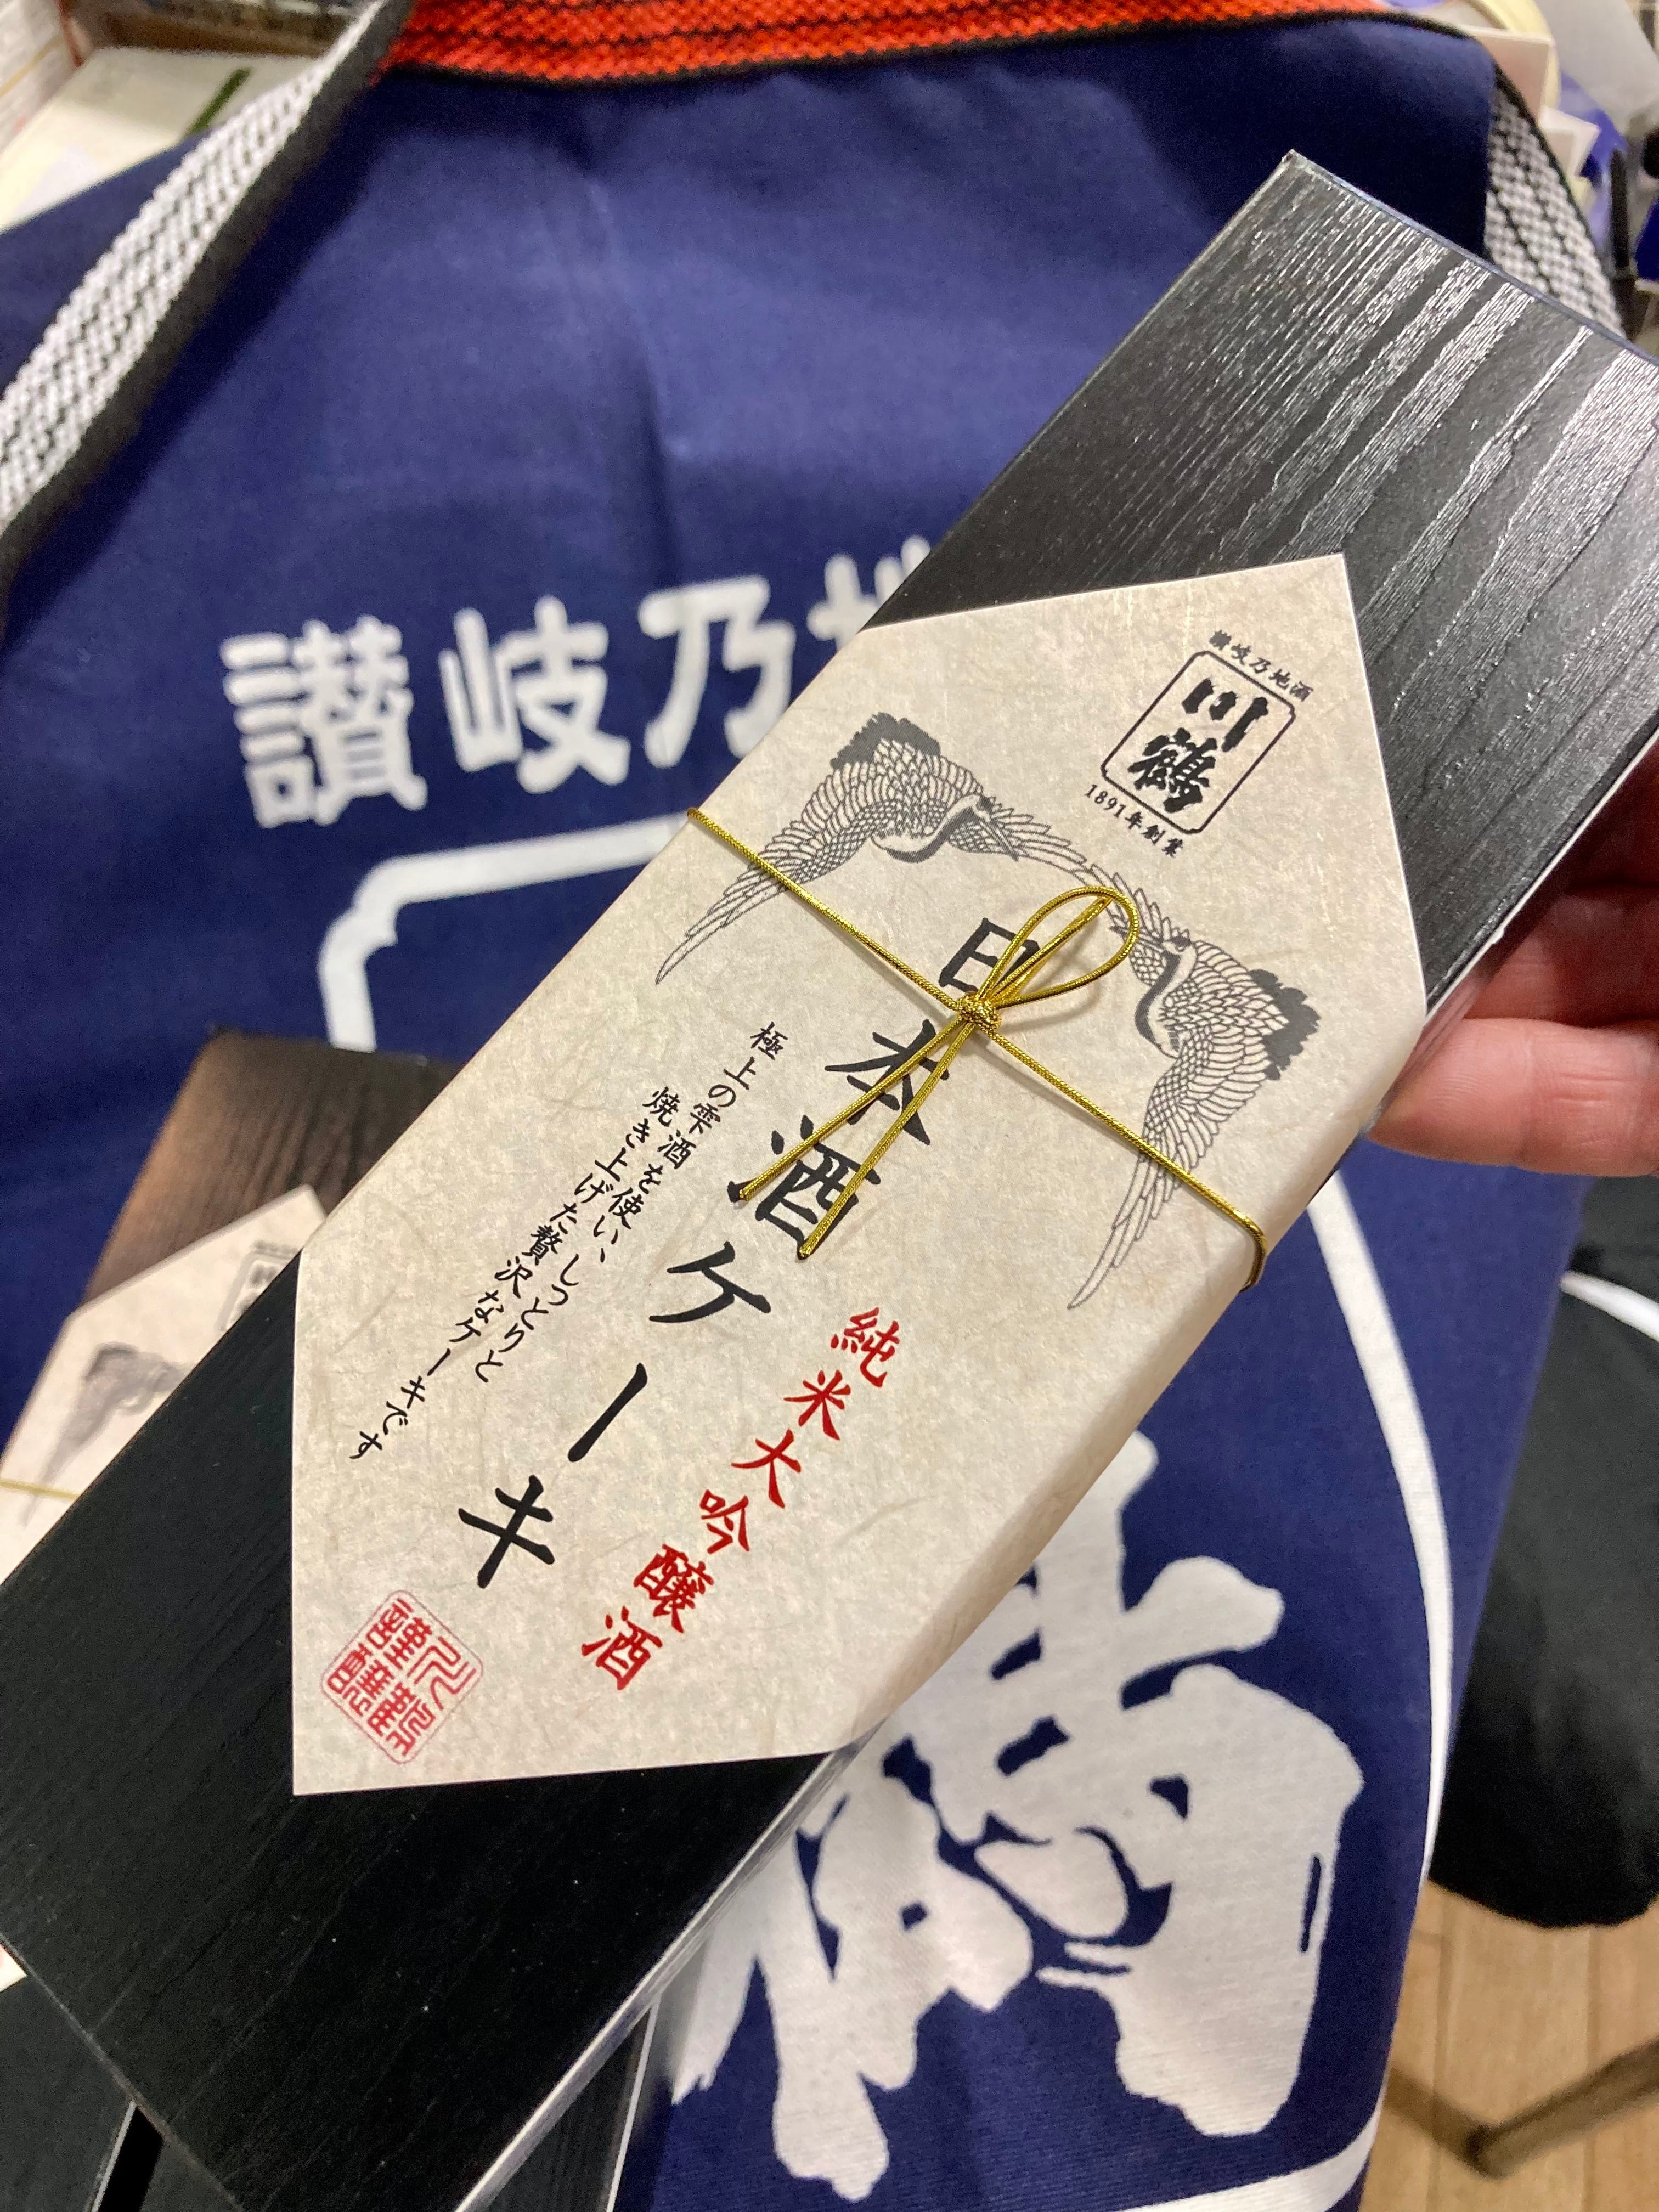 讃岐乃地
讃岐乃地酒
川鶴
1891年創業
日本酒ケーキ
純米大吟醸酒
極上の雫酒を使い、しっとりと
焼き上げた贅沢なケーキです
鶴